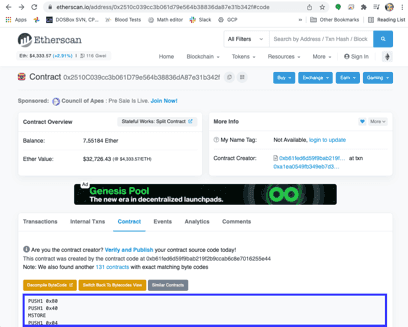 etherscan.io/address/0x2510c039cc3b061d79e564b38836da87e31b342f#code
Apps
DOSBox SVN, CP...
Blood Tests
Math editor
Slack
GCP
»
Other Bookmarks
Reading List
Etherscan
All Filters
Search by Address / Txn Hash / Block
Eth: $4,333.57 (+2.91%) | 116 Gwei
Home
Blockchain
Tokens
Resources
More
Sign In
Contract 0x2510C039cc3b061D79e564b38836dA87e31b342f
Buy
Exchange
Earn
Gaming
Sponsored: Council of Apes : Pre Sale Is Live. Join Now!
Contract Overview
Stateful Works: Split Contract
Balance:
7.55184 Ether
Ether Value:
$32,726.43 (@ $4,333.57/ETH)
More Info
More
My Name Tag:
Not Available, login to update
Contract Creator:
at txn
Ad
Genesis Pool
The new era in decentralized launchpads.
Transactions
Internal Txns
Contract
Events
Analytics
Comments
Are you the contract creator? Verify and Publish your contract source code today!
This contract was created by the contract code at
Note: We also found another 131 contracts with exact matching byte codes
Decompile ByteCode
Switch Back To Bytecodes View
Similar Contracts
PUSH1 0x80
PUSH1 0x40
MSTORE
PUSH1 0x04